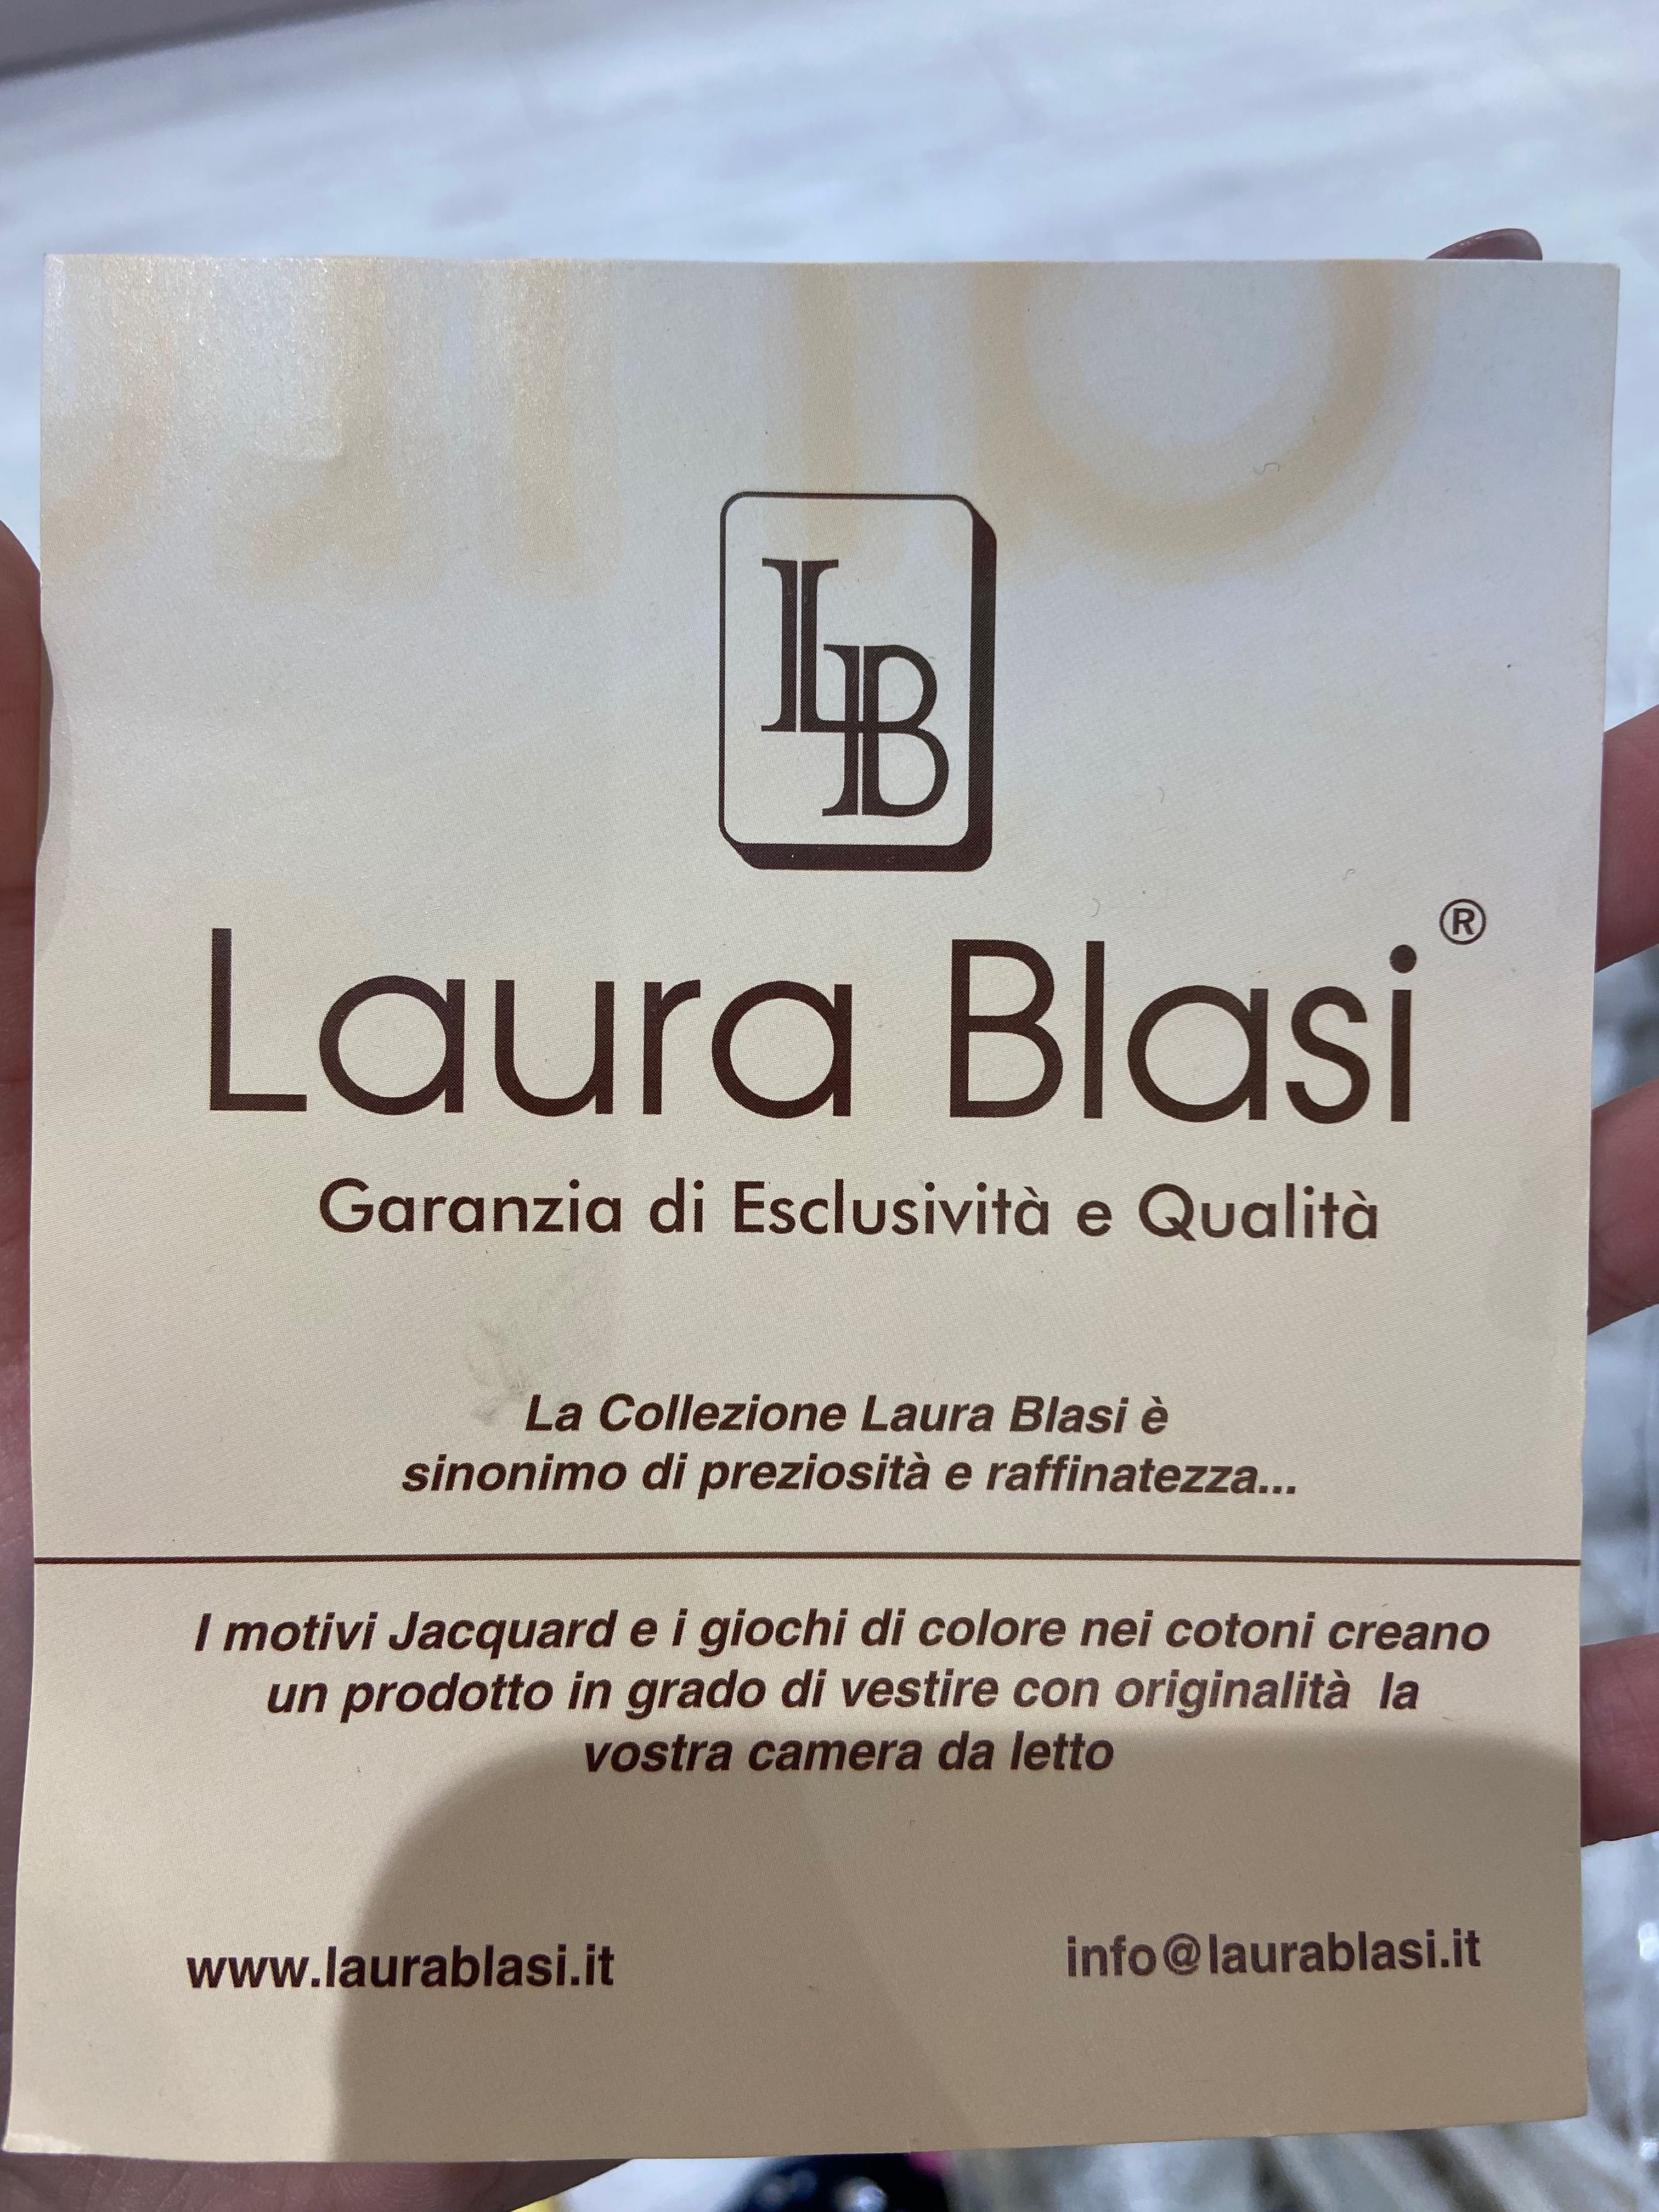 LB
Laura Blasi®
Garanzia di Esclusività e Qualità
La Collezione Laura Blasi è
sinonimo di preziosità e raffinatezza...
I motivi Jacquard e i giochi di colore nei cotoni creano
un prodotto in grado di vestire con originalità la
vostra camera da letto
www.laurablasi.it
info@laurablasi.it